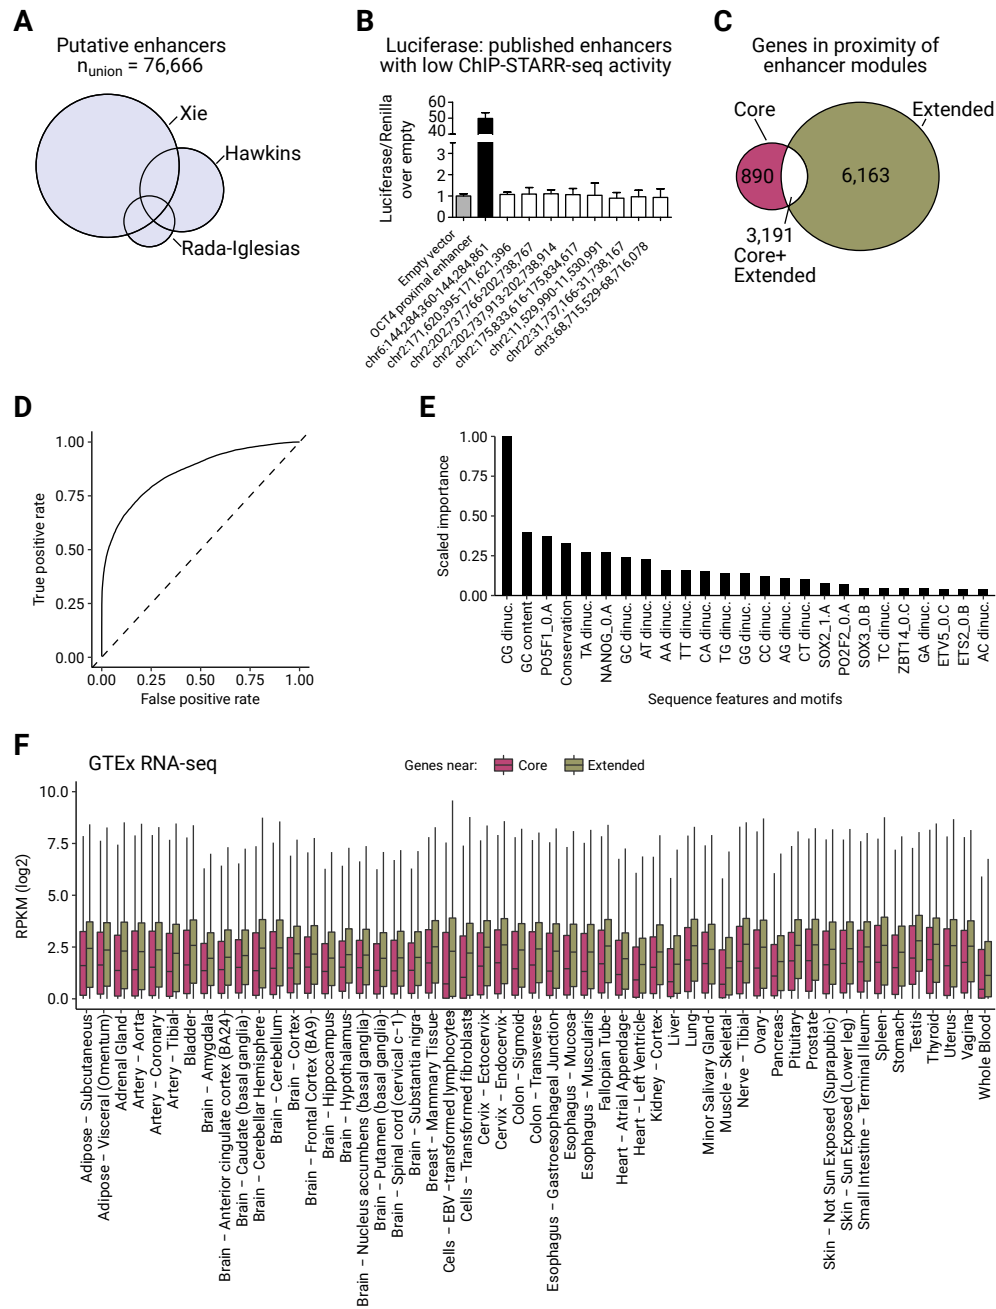 A
Putative enhancers
n_union = 76,666
Xie
Hawkins
Rada-Iglesias
B
Luciferase: published enhancers
with low ChIP-STARR-seq activity
Luciferase/Renilla
over empty
60
40
3
2
1
0
Empty vector
OCT4 proximal enhancer
chr6:144,284,360-144,284,861
chr2:171,620,395-171,621,396
chr2:202,737,766-202,738,767
chr2:202,737,913-202,738,914
chr2:175,833,616-175,834,617
chr2:11,529,990-11,530,991
chr22:31,737,166-31,738,167
chr3:68,715,529-68,716,078
C
Genes in proximity of
enhancer modules
Core
Extended
890
6,163
3,191
Core+
Extended
D
True positive rate
1.00
0.75
0.50
0.25
0.00
0.00 0.25 0.50 0.75 1.00
False positive rate
E
Scaled importance
1.00
0.75
0.50
0.25
0.00
CG dinuc.
GC content
PO5F1_0.A
Conservation
TA dinuc.
NANOG_0.A
GC dinuc.
AT dinuc.
AA dinuc.
TT dinuc.
CA dinuc.
TG dinuc.
GG dinuc.
CC dinuc.
AG dinuc.
CT dinuc.
SOX2_1.A
PO2F2_0.A
SOX3_0.B
TC dinuc.
ZBT14_0.C
GA dinuc.
ETV5_0.C
ETS2_0.B
AC dinuc.
Sequence features and motifs
F
GTEx RNA-seq
Genes near: Core Extended
RPKM (log2)
10.0
7.5
5.0
2.5
0.0
Adipose − Subcutaneous
Adipose − Visceral (Omentum)
Adrenal Gland
Artery − Aorta
Artery − Coronary
Artery − Tibial
Bladder
Brain − Amygdala
Brain − Anterior cingulate cortex (BA24)
Brain − Caudate (basal ganglia)
Brain − Cerebellar Hemisphere
Brain − Cerebellum
Brain − Cortex
Brain − Frontal Cortex (BA9)
Brain − Hippocampus
Brain − Hypothalamus
Brain − Nucleus accumbens (basal ganglia)
Brain − Putamen (basal ganglia)
Brain − Spinal cord (cervical c−1)
Brain − Substantia nigra
Breast − Mammary Tissue
Cells − EBV −transformed lymphocytes
Cells − Transformed fibroblasts
Cervix − Ectocervix
Cervix − Endocervix
Colon − Sigmoid
Colon − Transverse
Esophagus − Gastroesophageal Junction
Esophagus − Mucosa
Esophagus − Muscularis
Fallopian Tube
Heart − Atrial Appendage
Heart − Left Ventricle
Kidney − Cortex
Liver
Lung
Minor Salivary Gland
Muscle − Skeletal
Nerve − Tibial
Ovary
Pancreas
Pituitary
Prostate
Skin − Not Sun Exposed (Suprapubic)
Skin − Sun Exposed (Lower leg)
Small Intestine − Terminal Ileum
Spleen
Stomach
Testis
Thyroid
Uterus
Vagina
Whole Blood